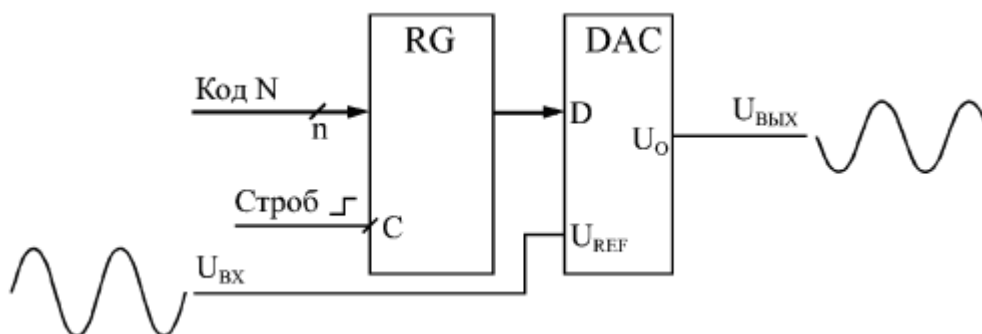 RG
DAC
Код N
n
D
U_O
U_ВЫХ
Строб
C
U_REF
U_ВХ